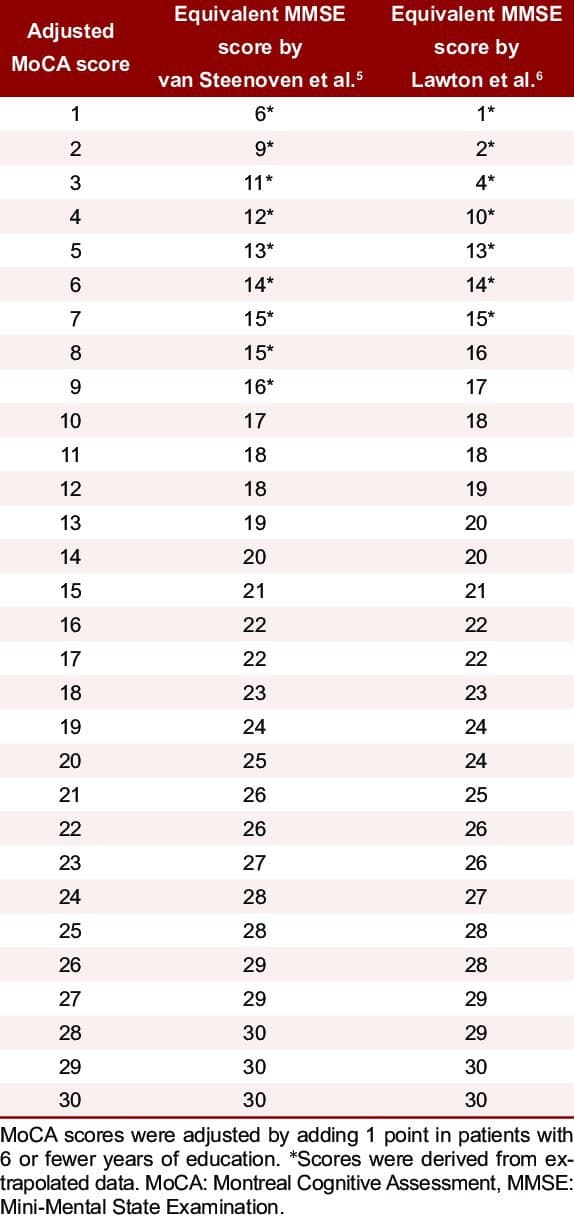 Adjusted MoCA score Equivalent MMSE score by van Steenoven et al.⁵ Equivalent MMSE score by Lawton et al.⁶
1 6* 1*
2 9* 2*
3 11* 4*
4 12* 10*
5 13* 13*
6 14* 14*
7 15* 15*
8 15* 16
9 16* 17
10 17 18
11 18 18
12 18 19
13 19 20
14 20 20
15 21 21
16 22 22
17 22 22
18 23 23
19 24 24
20 25 24
21 26 25
22 26 26
23 27 26
24 28 27
25 28 28
26 29 28
27 29 29
28 30 29
29 30 30
30 30 30
MoCA scores were adjusted by adding 1 point in patients with
6 or fewer years of education. *Scores were derived from ex-
trapolated data. MoCA: Montreal Cognitive Assessment, MMSE:
Mini-Mental State Examination.